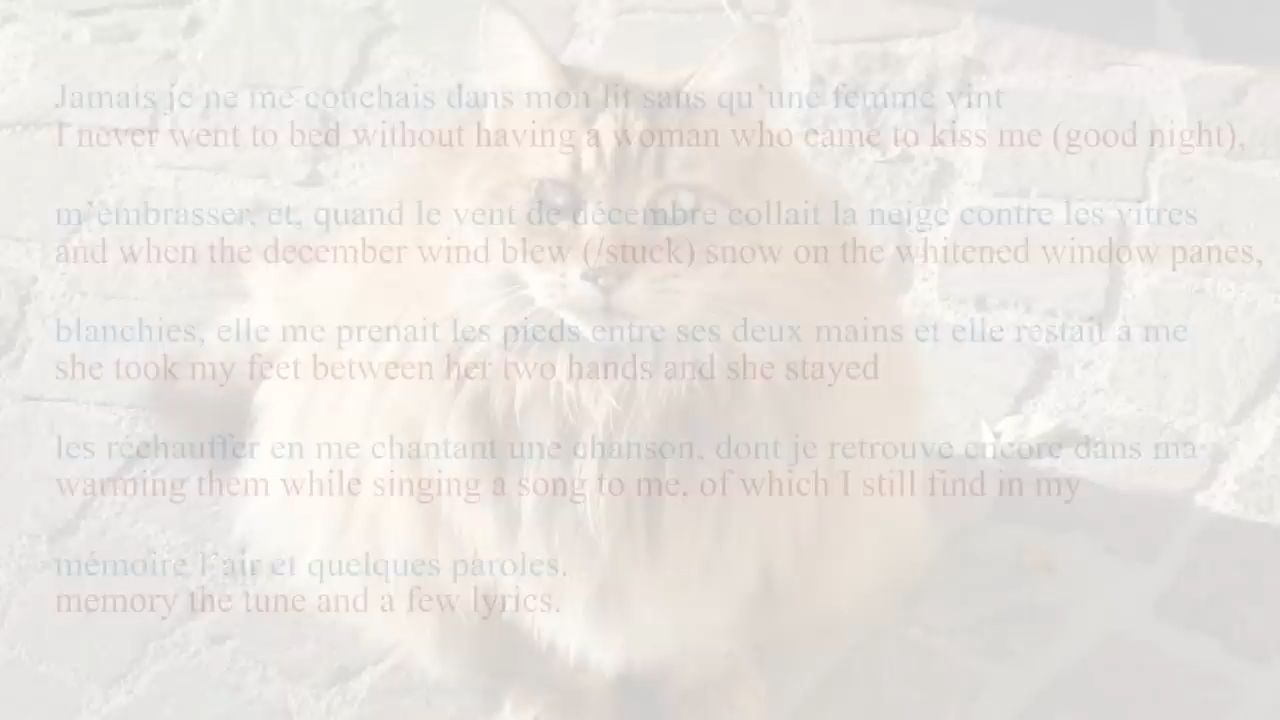 Jamais je ne me couchais dans mon lit sans qu'une femme vint
I never went to bed without having a woman who came to kiss me (good night),
m'embrasser, et, quand le vent de décembre collait la neige contre les vitres
and when the december wind blew (/stuck) snow on the whitened window panes,
blanchies, elle me prenait les pieds entre ses deux mains et elle restait à me
she took my feet between her two hands and she stayed
les réchauffer en me chantant une chanson, dont je retrouve encore dans ma
warming them while singing a song to me, of which I still find in my
mémoire l'air et quelques paroles.
memory the tune and a few lyrics.